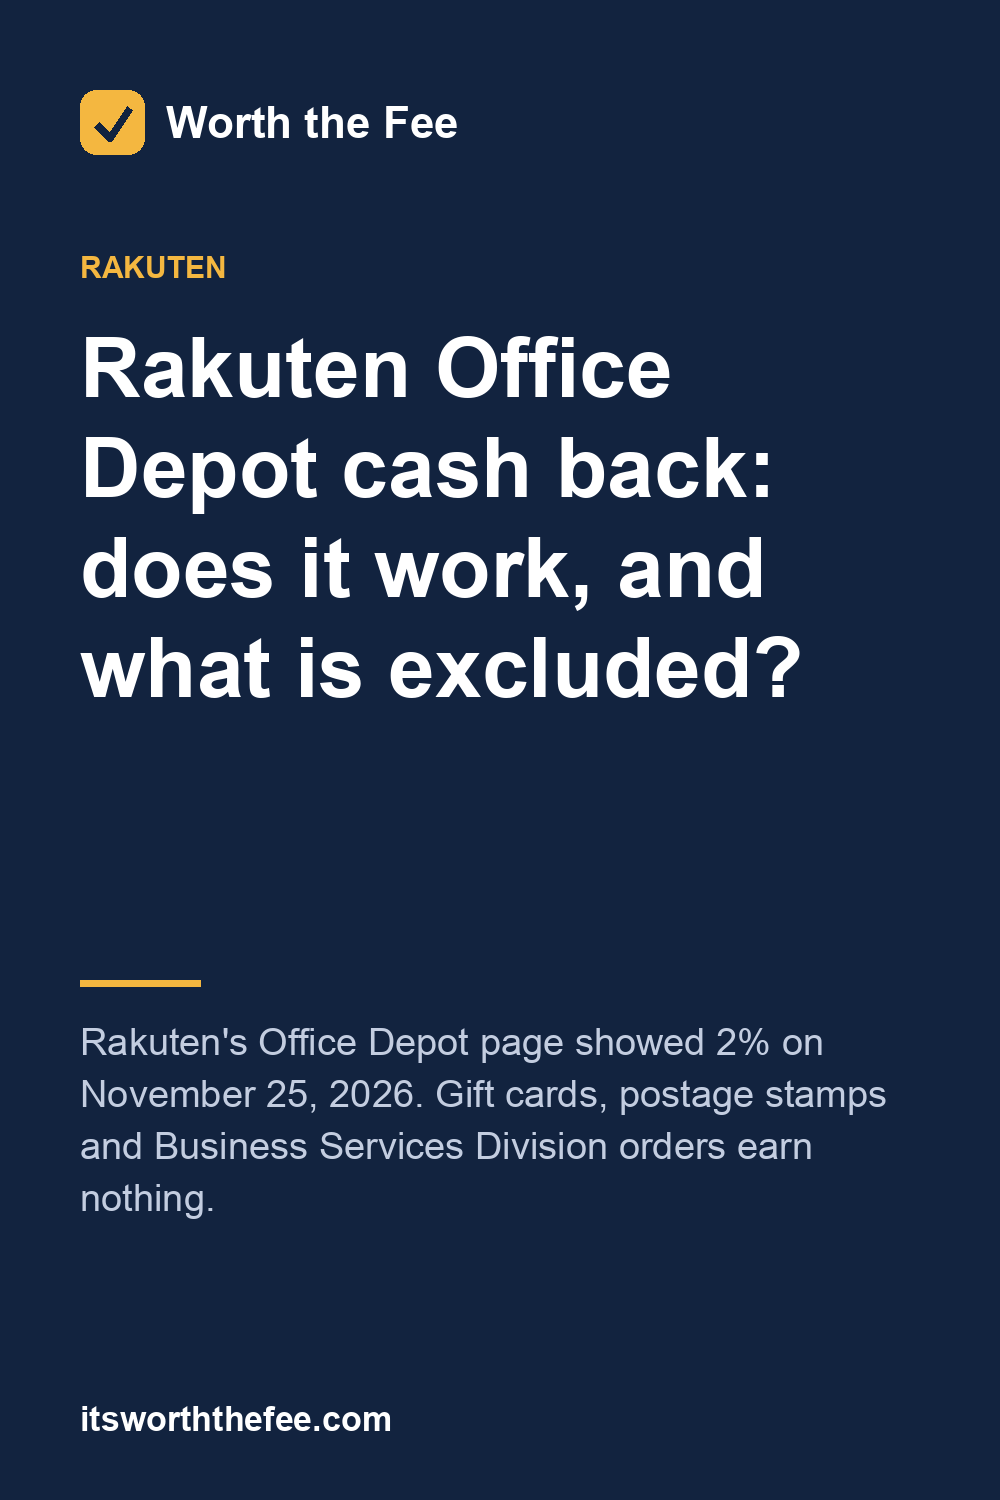 Worth the Fee
RAKUTEN
Rakuten Office
Depot cash back:
does it work, and
what is excluded?
Rakuten's Office Depot page showed 2% on
November 25, 2026. Gift cards, postage stamps
and Business Services Division orders earn
nothing.
itsworththefee.com